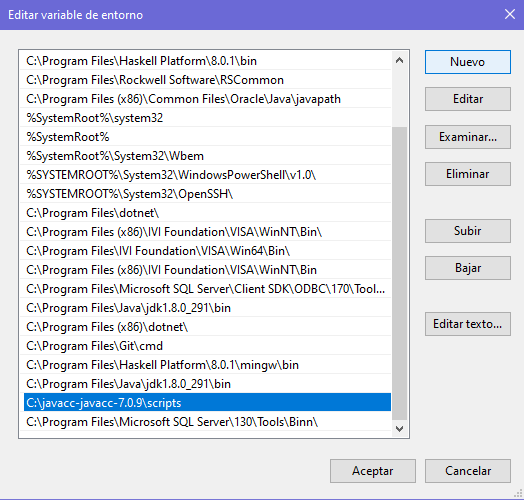 Editar variable de entorno
C:\Program Files\Haskell Platform\8.0.1\bin
C:\Program Files\Rockwell Software\RSCommon
C:\Program Files (x86)\Common Files\Oracle\Java\javapath
%SystemRoot%\system32
%SystemRoot%
%SystemRoot%\System32\Wbem
%SYSTEMROOT%\System32\WindowsPowerShell\v1.0\
%SYSTEMROOT%\System32\OpenSSH\
C:\Program Files\dotnet\
C:\Program Files (x86)\IVI Foundation\VISA\WinNT\Bin\
C:\Program Files\IVI Foundation\VISA\Win64\Bin\
C:\Program Files (x86)\IVI Foundation\VISA\WinNT\Bin
C:\Program Files\Microsoft SQL Server\Client SDK\ODBC\170\Tool...
C:\Program Files\Java\jdk1.8.0_291\bin
C:\Program Files (x86)\dotnet\
C:\Program Files\Git\cmd
C:\Program Files\Haskell Platform\8.0.1\mingw\bin
C:\Program Files\Java\jdk1.8.0_291\bin
C:\javacc-javacc-7.0.9\scripts
C:\Program Files\Microsoft SQL Server\130\Tools\Binn\
Nuevo
Editar
Examinar...
Eliminar
Subir
Bajar
Editar texto...
Aceptar
Cancelar